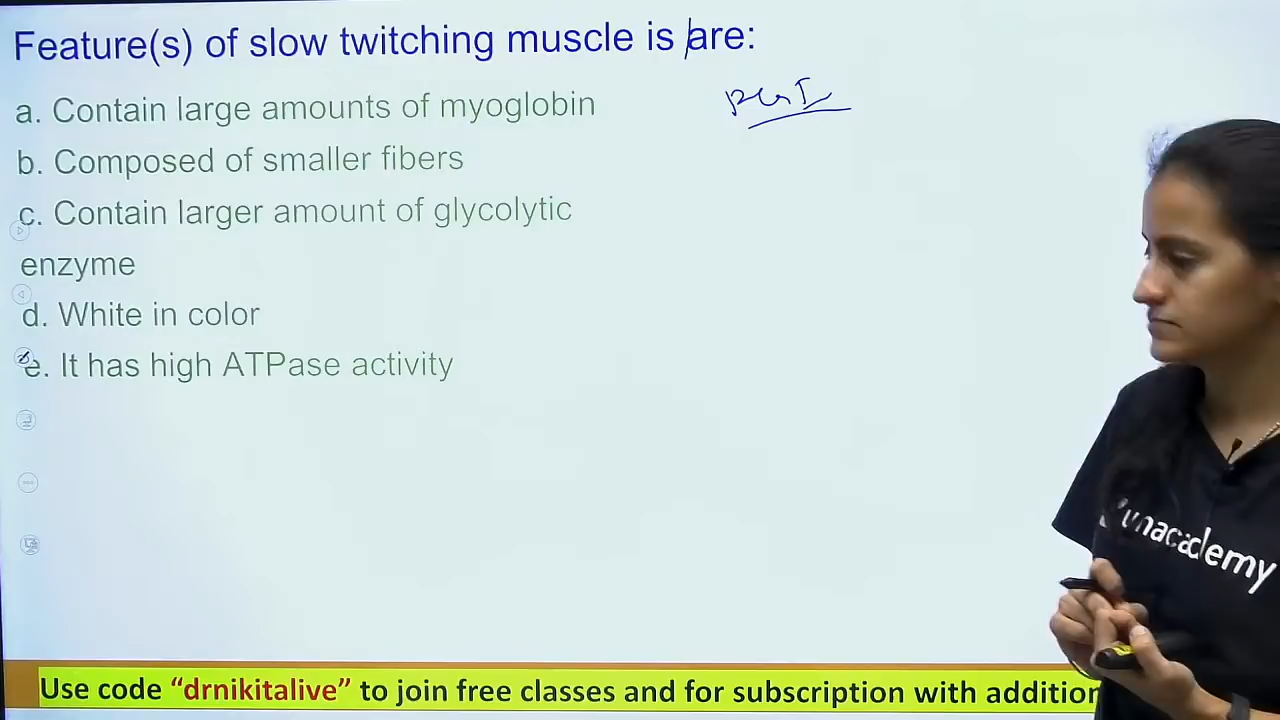 Feature(s) of slow twitching muscle is are:
a. Contain large amounts of myoglobin
b. Composed of smaller fibers
c. Contain larger amount of glycolytic
enzyme
d. White in color
e. It has high ATPase activity
unacademy
Use code “drnikitalive” to join free classes and for subscription with addition